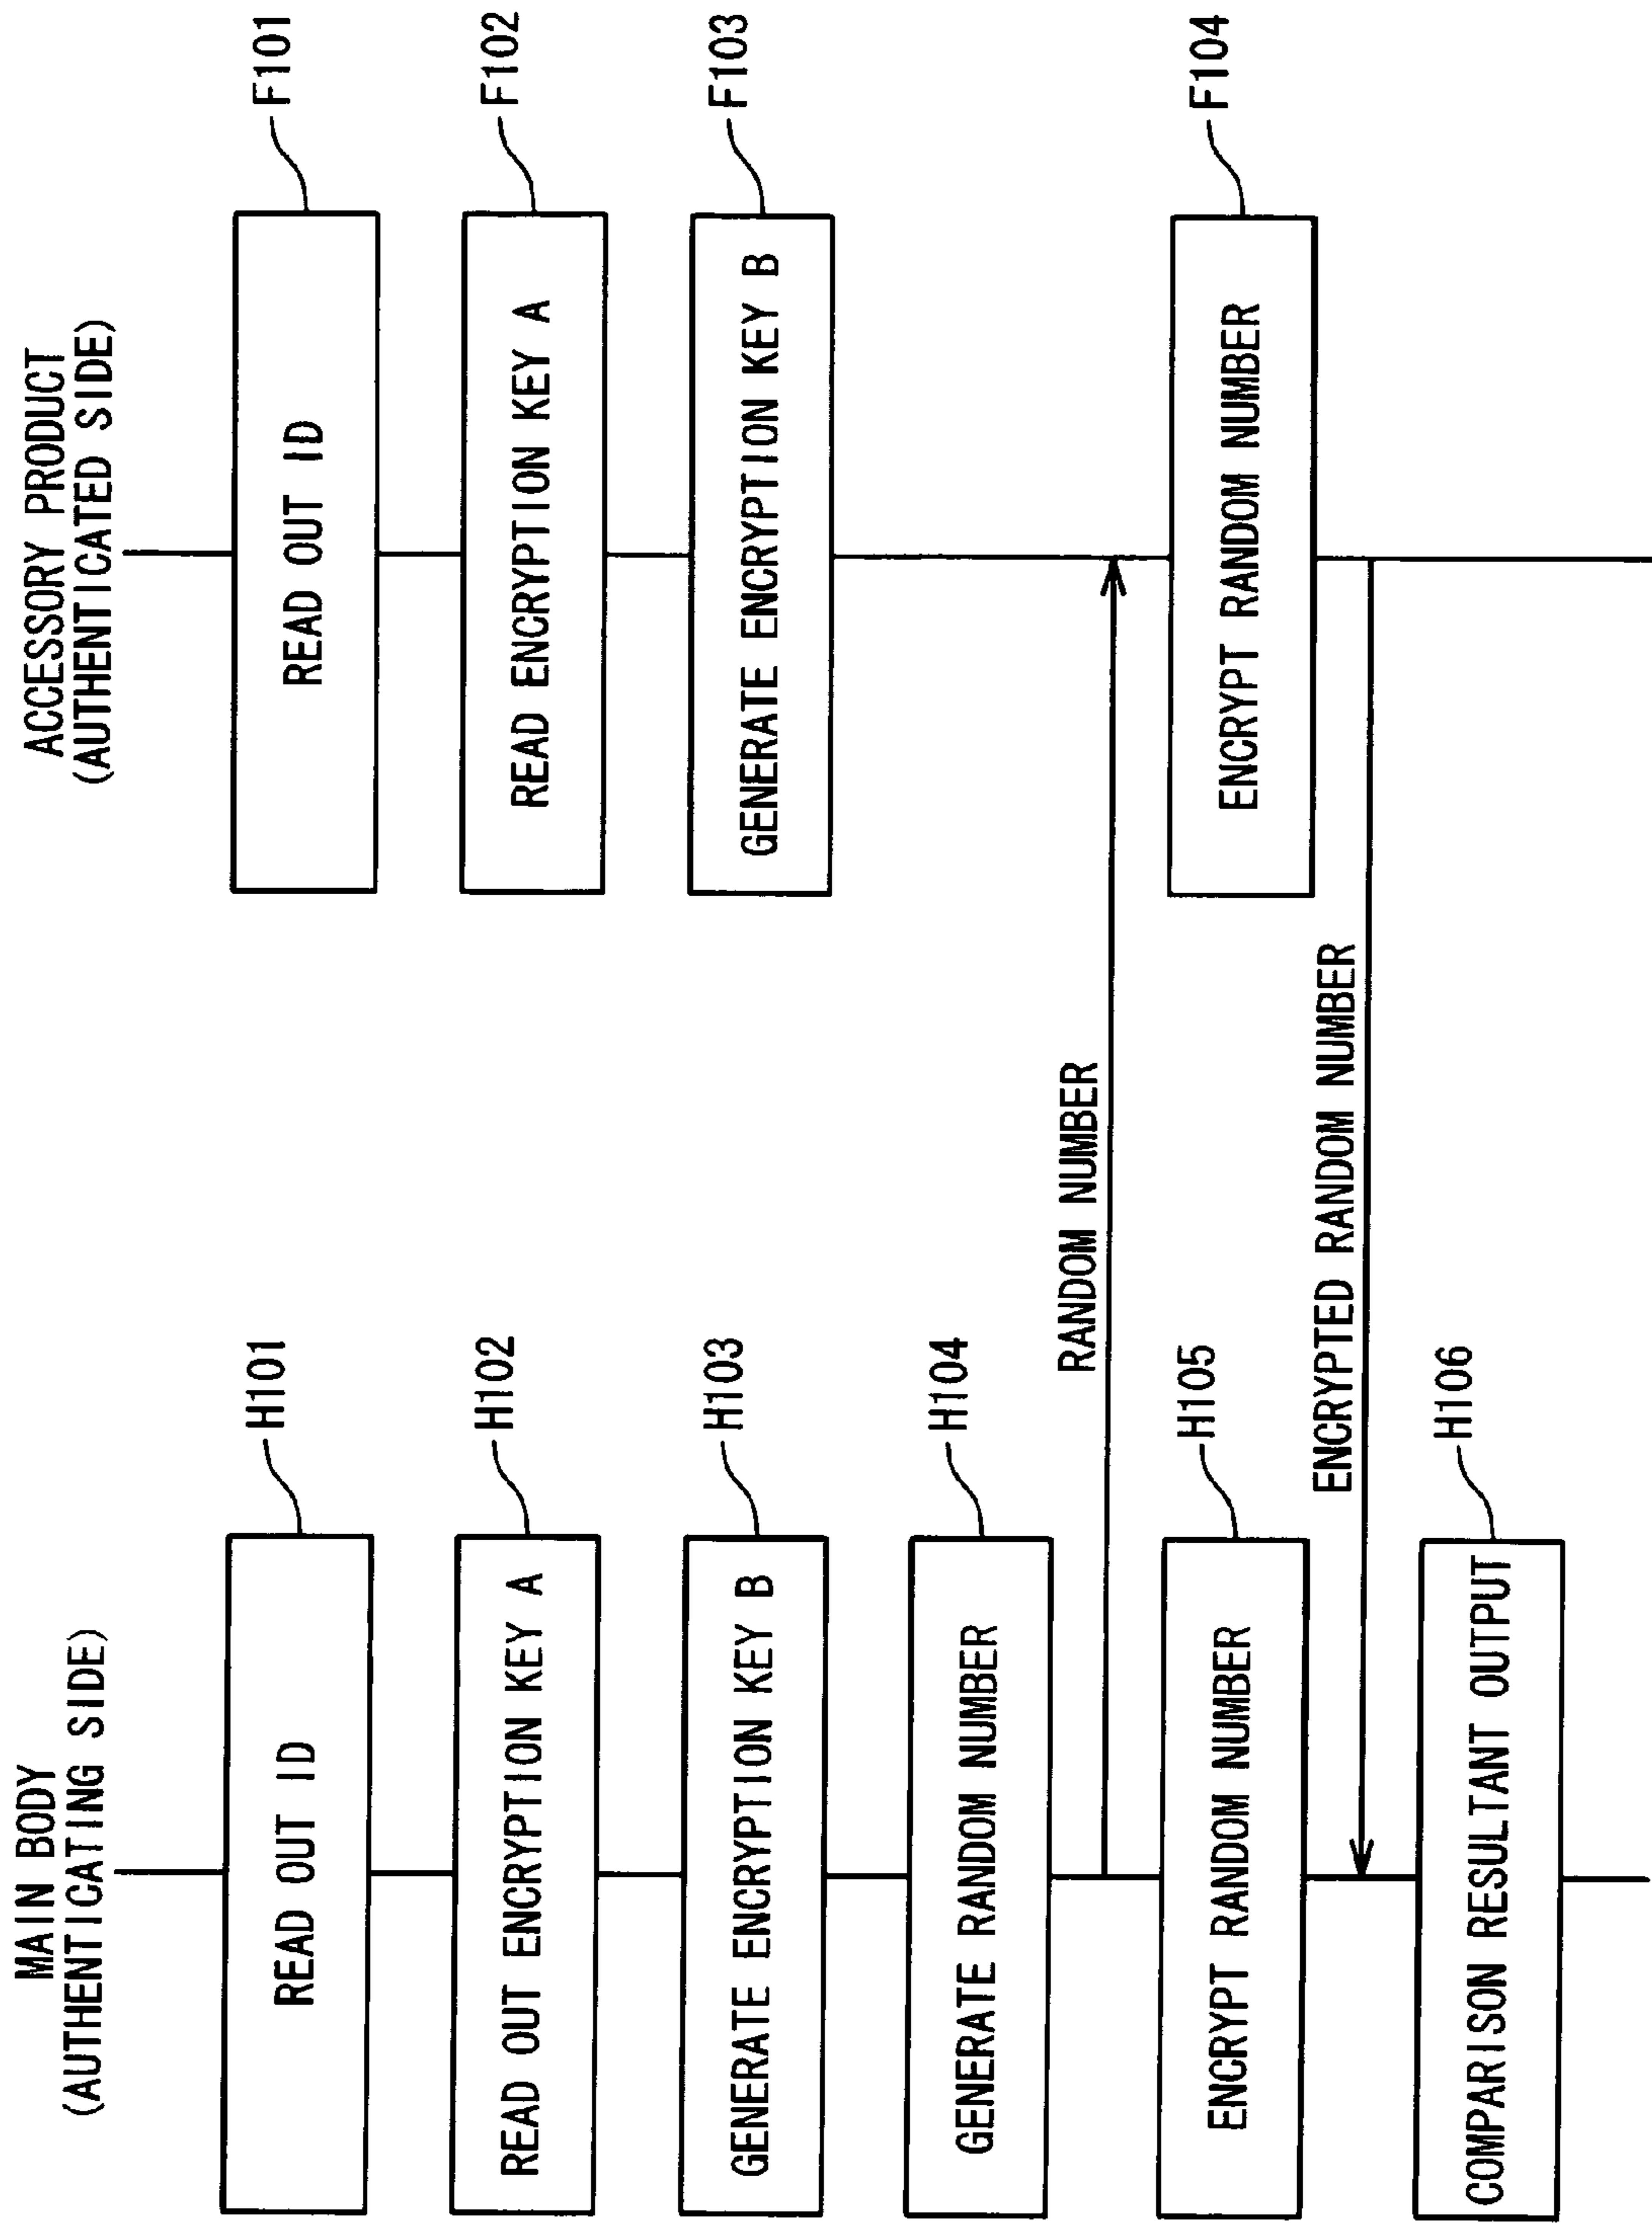 MAIN BODY
(AUTHENTICATING SIDE)
H101
READ OUT ID
H102
READ OUT ENCRYPTION KEY A
H103
GENERATE ENCRYPTION KEY B
H104
GENERATE RANDOM NUMBER
RANDOM NUMBER
H105
ENCRYPT RANDOM NUMBER
ENCRYPTED RANDOM NUMBER
H106
COMPARISON RESULTANT OUTPUT
ACCESSORY PRODUCT
(AUTHENTICATED SIDE)
F101
READ OUT ID
F102
READ ENCRYPTION KEY A
F103
GENERATE ENCRYPTION KEY B
F104
ENCRYPT RANDOM NUMBER